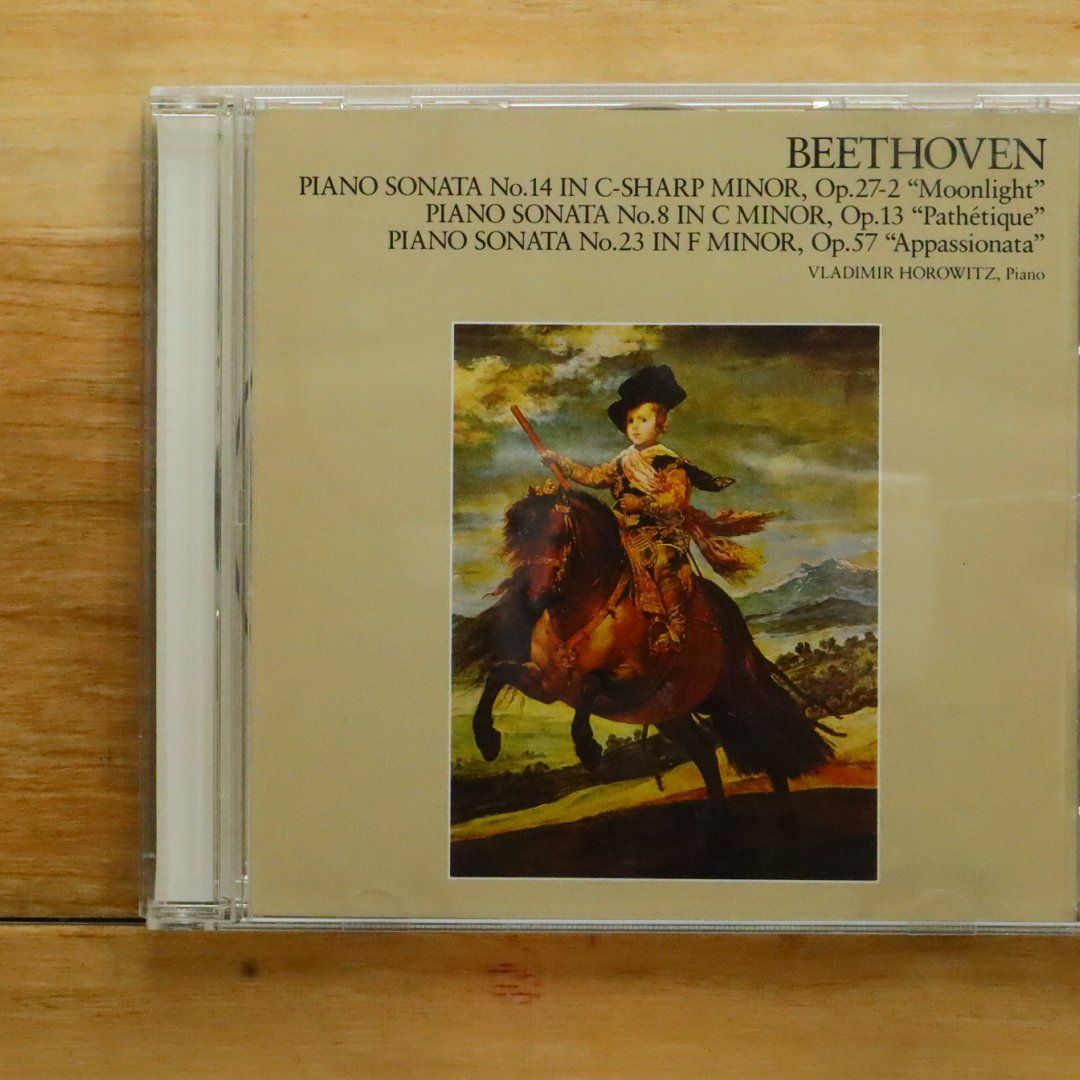 BEETHOVEN
PIANO SONATA No.14 IN C-SHARP MINOR, Op.27-2 “Moonlight”
PIANO SONATA No.8 IN C MINOR, Op.13 “Pathétique”
PIANO SONATA No.23 IN F MINOR, Op.57 “Appassionata”
VLADIMIR HOROWITZ, Piano